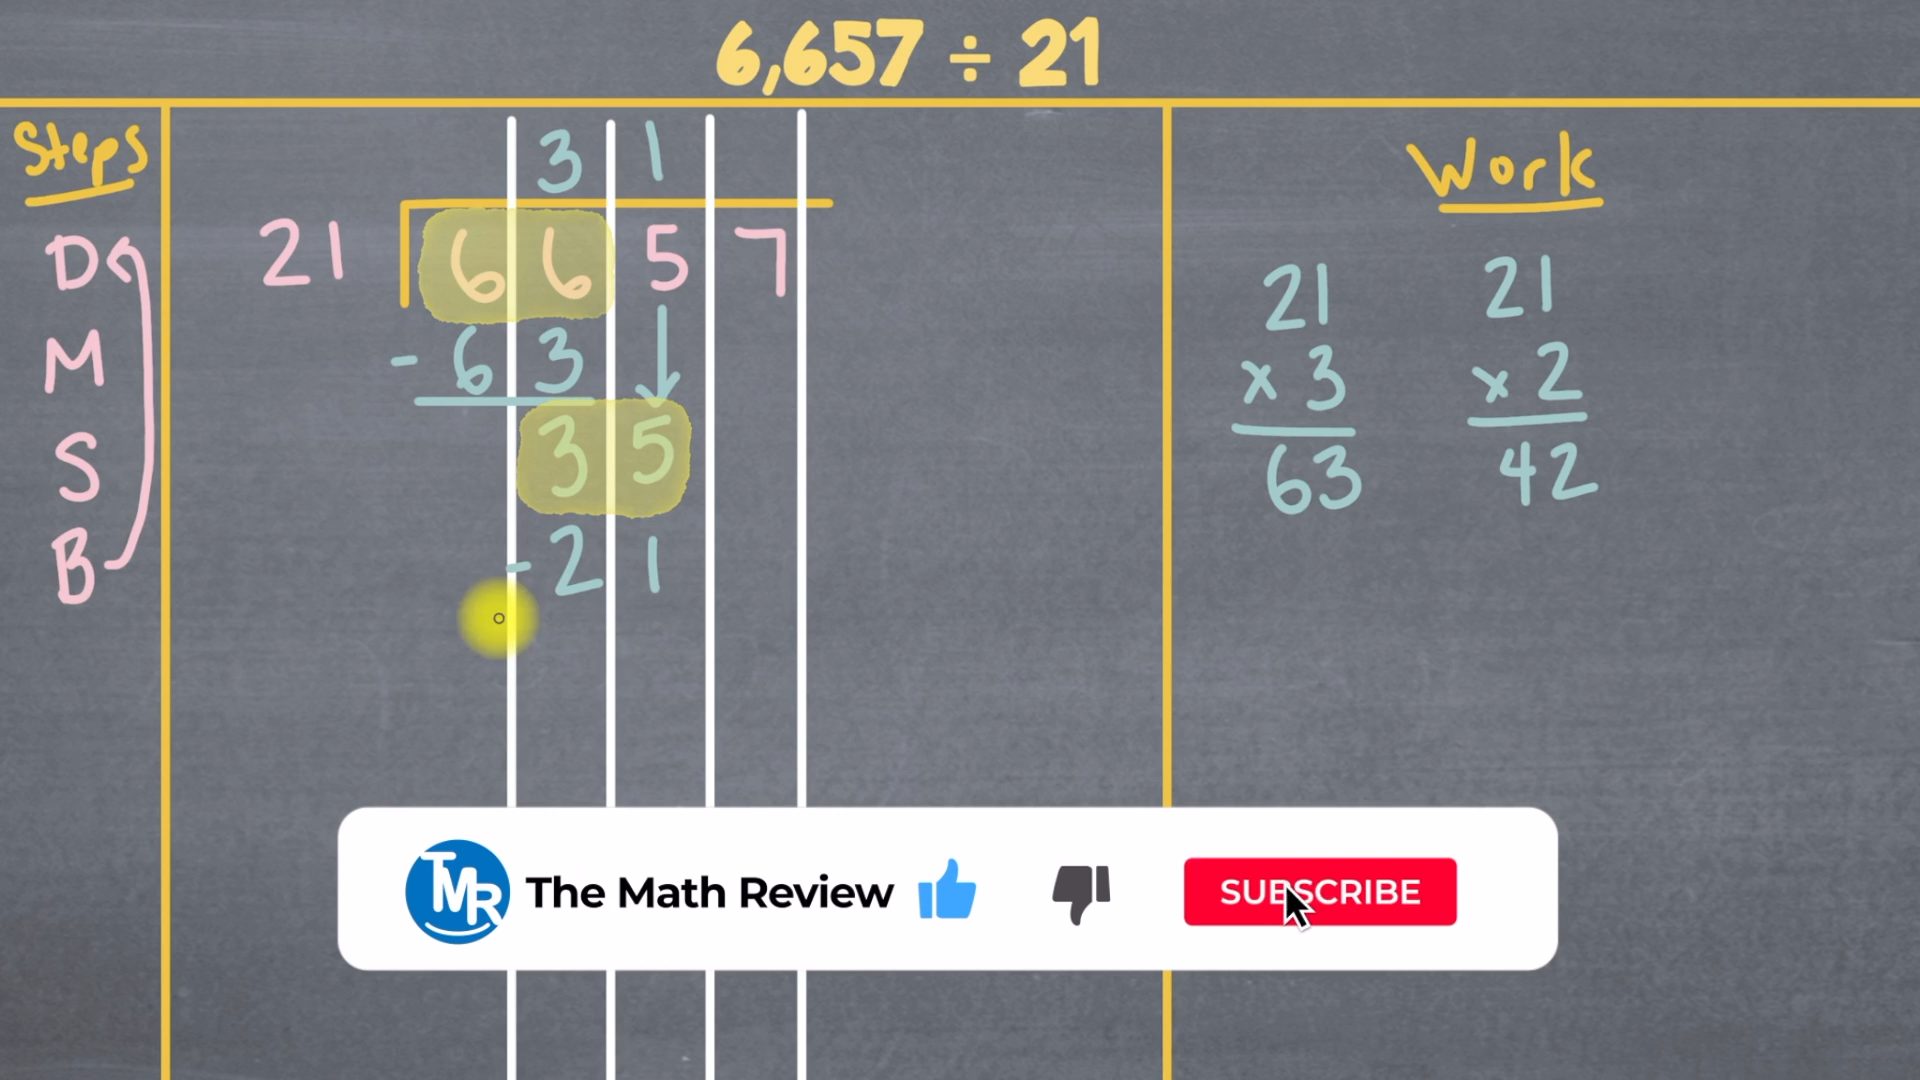 6,657 ÷ 21
Steps
D
M
S
B
3 1
21 6 6 5 7
- 6 3
3 5
- 2 1
Work
21
x 3
63
21
x 2
42
TMR The Math Review SUBSCRIBE